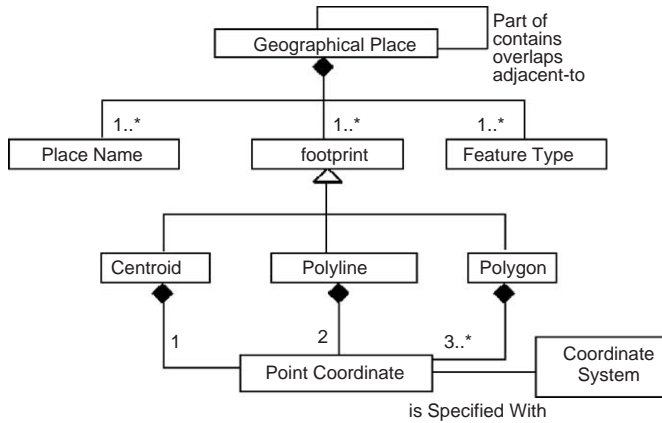 Geographical Place
Part of
contains
overlaps
adjacent-to
1..*
1..*
1..*
Place Name
footprint
Feature Type
Centroid
Polyline
Polygon
1
2
3..*
Point Coordinate
Coordinate
System
is Specified With